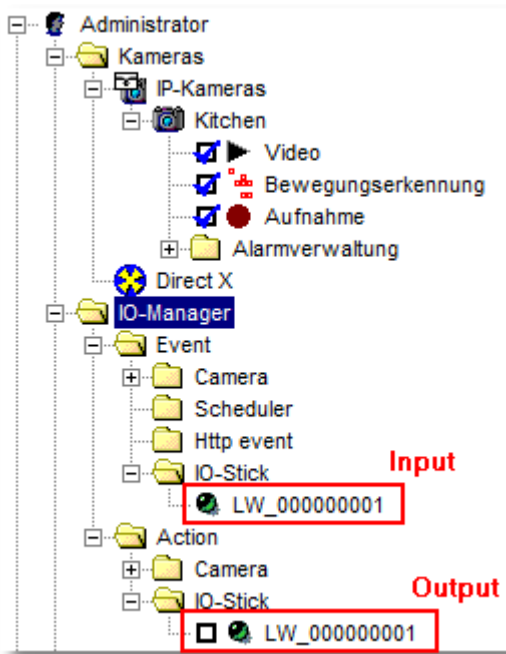 Administrator
Kameras
IP-Kameras
Kitchen
Video
Bewegungserkennung
Aufnahme
Alarmverwaltung
Direct X
IO-Manager
Event
Camera
Scheduler
Http event
IO-Stick
Input
LW_000000001
Action
Camera
IO-Stick
Output
LW_000000001